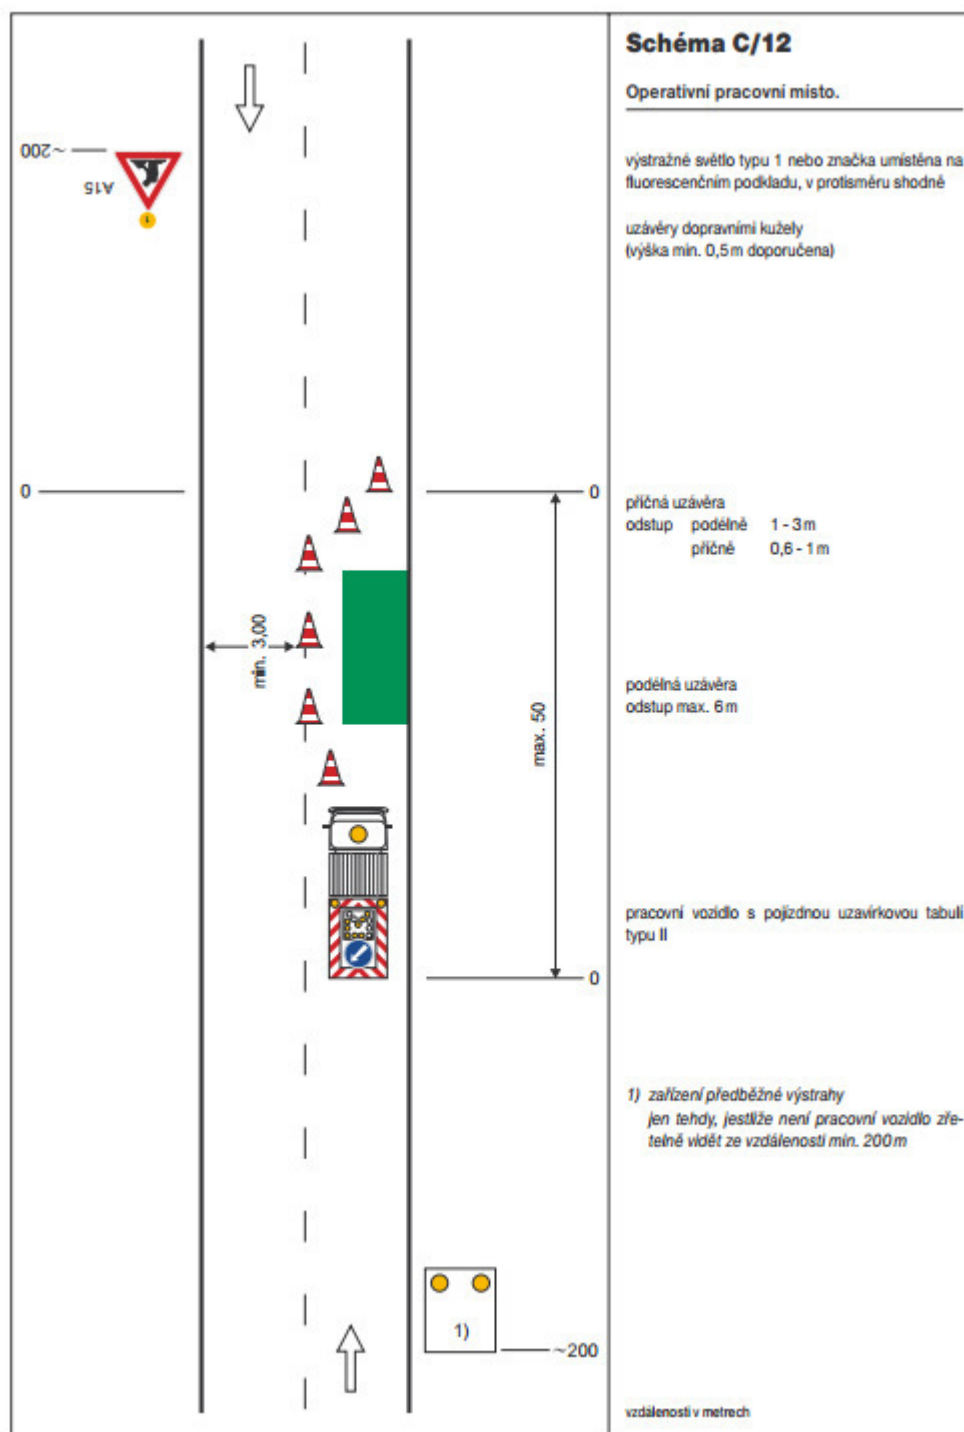 Schéma C/12
Operativní pracovní místo.
~200
A15
1
výstražné světlo typu 1 nebo značka umístěna na
fluorescenčním podkladu, v protisměru shodně
uzávěry dopravními kužely
(výška min. 0,5 m doporučena)
0
0
příčná uzávěra
odstup podélně 1 - 3 m
příčně 0,6 - 1 m
min. 3,00
podélná uzávěra
odstup max. 6 m
max. 50
pracovní vozidlo s pojízdnou uzavírkovou tabulí
typu II
0
1) zařízení předběžné výstrahy
jen tehdy, jestliže není pracovní vozidlo zře-
telně vidět ze vzdálenosti min. 200 m
1)
~200
vzdálenosti v metrech